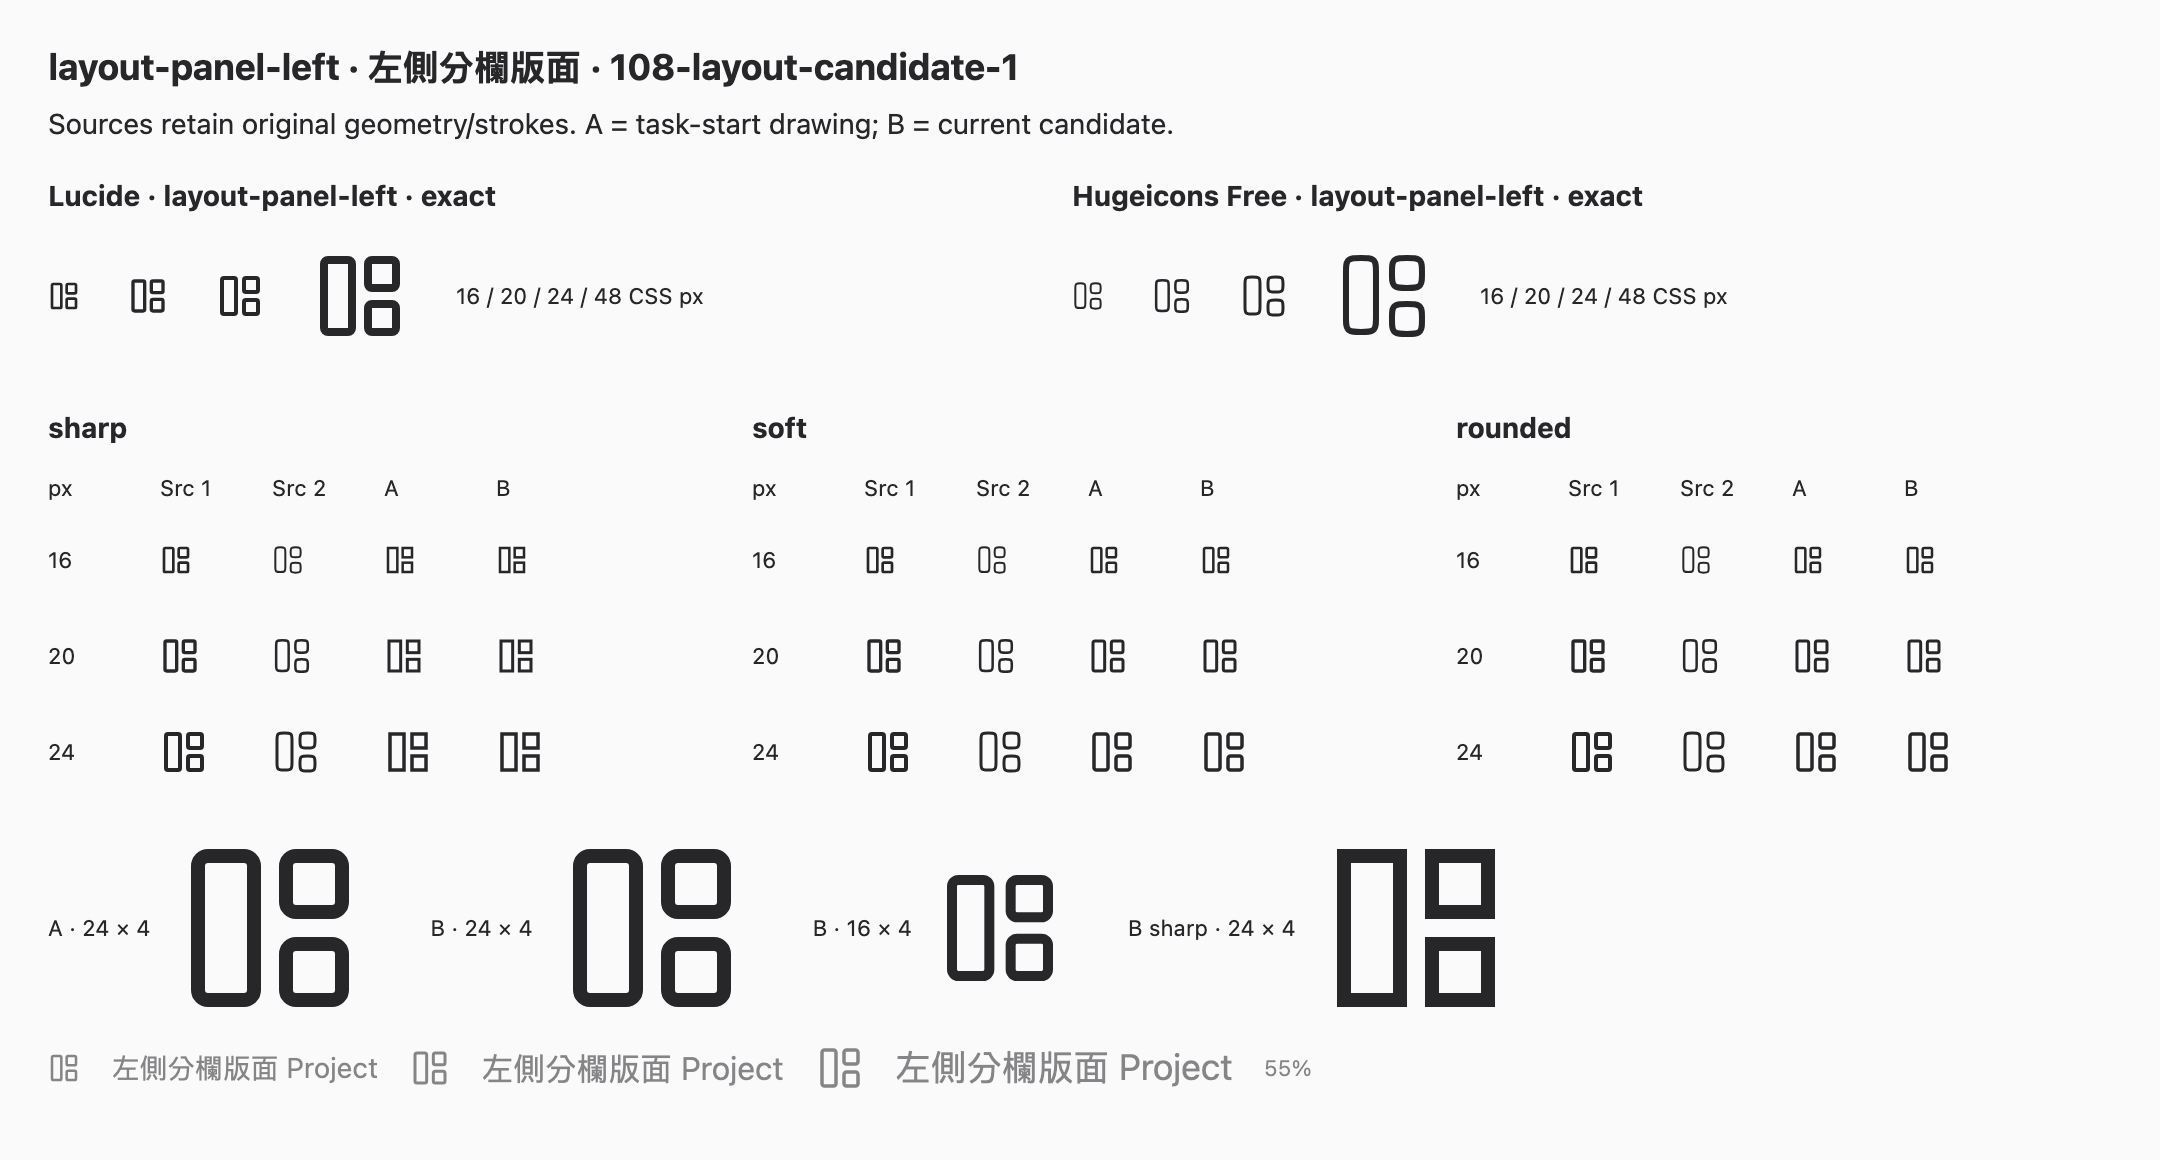 layout-panel-left · 左側分欄版面 · 108-layout-candidate-1
Sources retain original geometry/strokes. A = task-start drawing; B = current candidate.
Lucide · layout-panel-left · exact
Hugeicons Free · layout-panel-left · exact
16 / 20 / 24 / 48 CSS px
16 / 20 / 24 / 48 CSS px
sharp
soft
rounded
px Src 1 Src 2 A B
px Src 1 Src 2 A B
px Src 1 Src 2 A B
16
16
16
20
20
20
24
24
24
A · 24 × 4
B · 24 × 4
B · 16 × 4
B sharp · 24 × 4
左側分欄版面 Project
左側分欄版面 Project
左側分欄版面 Project
55%